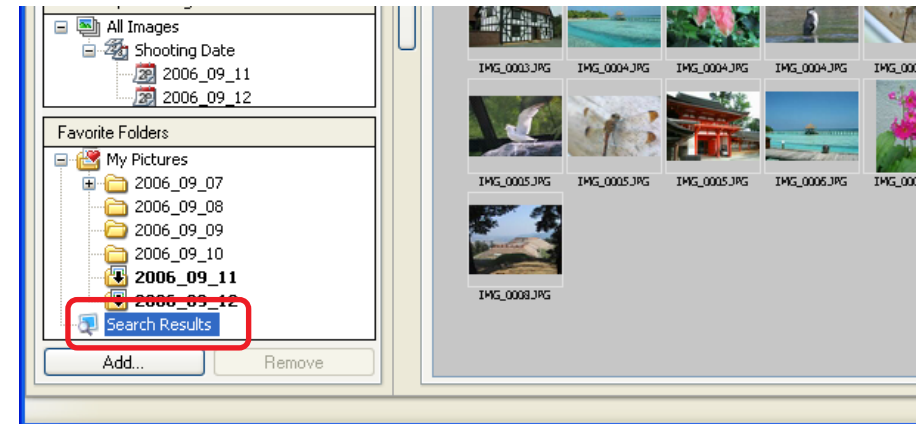 All Images
Shooting Date
2006_09_11
2006_09_12
Favorite Folders
My Pictures
2006_09_07
2006_09_08
2006_09_09
2006_09_10
2006_09_11
2006_09_12
Search Results
Add...
Remove
IMG_0003.JPG IMG_0004.JPG IMG_0004.JPG IMG_0004.JPG
IMG_0005.JPG IMG_0005.JPG IMG_0005.JPG IMG_0006.JPG
IMG_0008.JPG